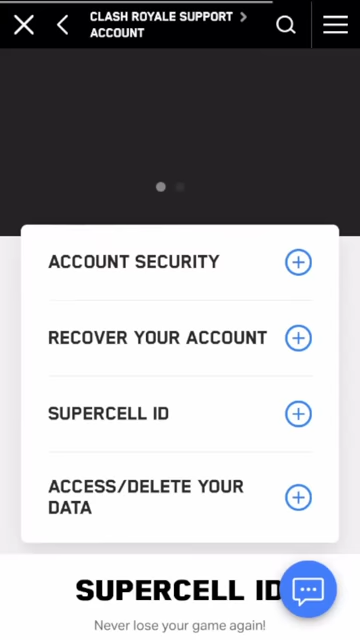 CLASH ROYALE SUPPORT >
ACCOUNT
ACCOUNT SECURITY
RECOVER YOUR ACCOUNT
SUPERCELL ID
ACCESS/DELETE YOUR
DATA
SUPERCELL ID
Never lose your game again!